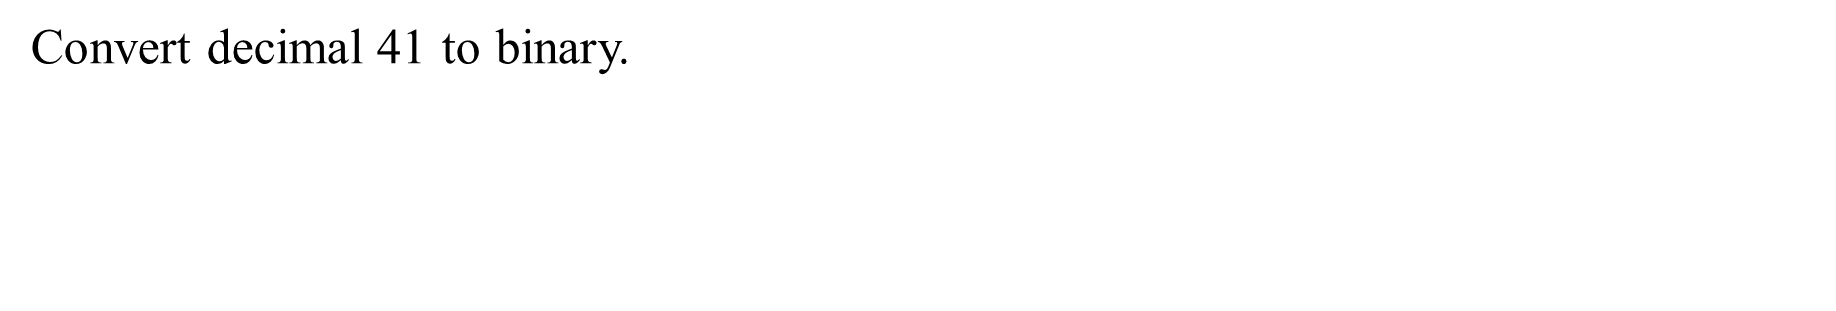 Convert decimal 41 to binary.